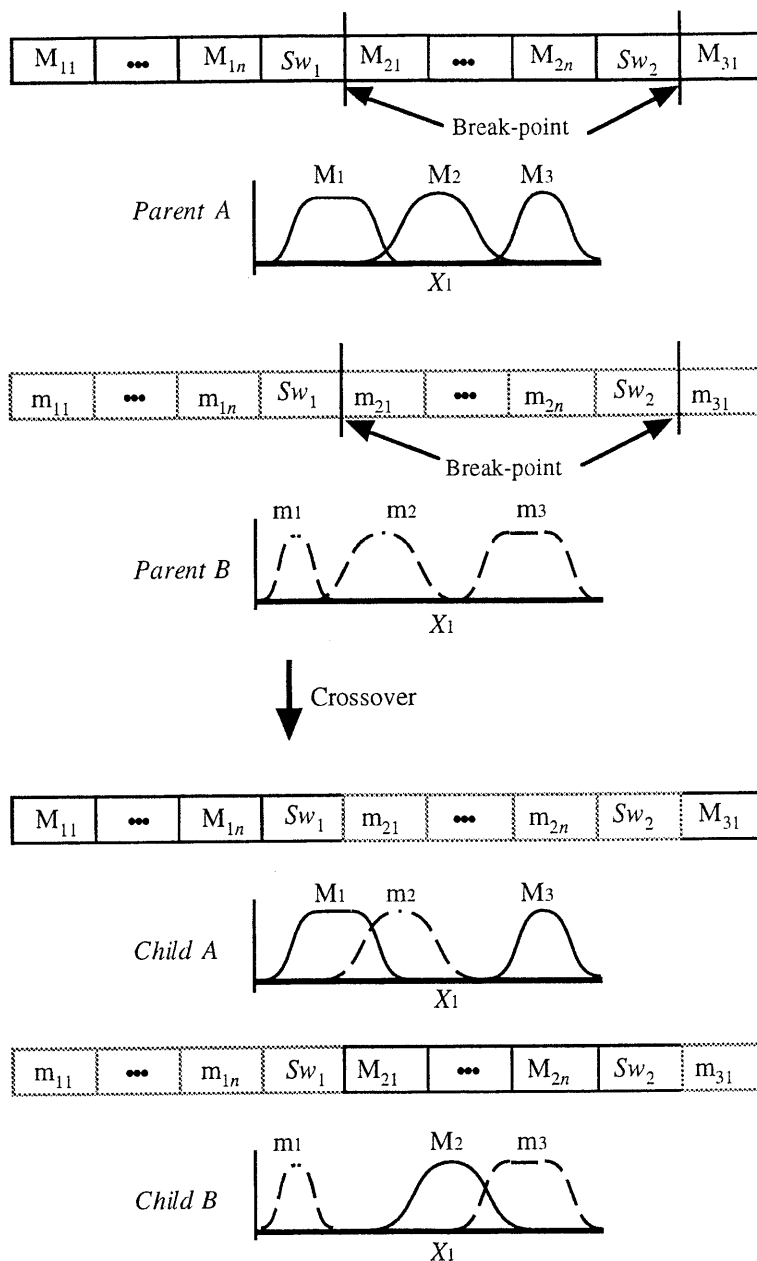 M11 ••• M1n Sw1 M21 ••• M2n Sw2 M31
Break-point
M1 M2 M3
Parent A
X1
m11 ••• m1n Sw1 m21 ••• m2n Sw2 m31
Break-point
m1 m2 m3
Parent B
X1
Crossover
M11 ••• M1n Sw1 m21 ••• m2n Sw2 M31
M1 m2 M3
Child A
X1
m11 ••• m1n Sw1 M21 ••• M2n Sw2 m31
m1 M2 m3
Child B
X1